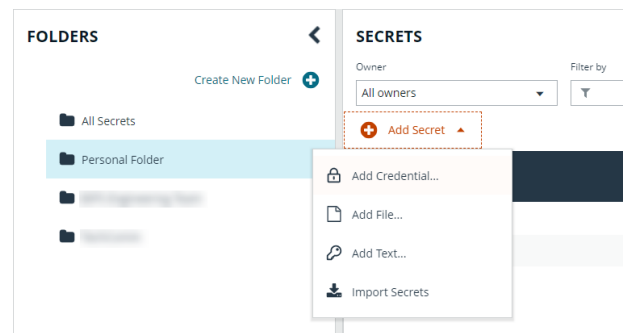 FOLDERS
Create New Folder
All Secrets
Personal Folder
SECRETS
Owner
Filter by
All owners
Add Secret
Add Credential...
Add File...
Add Text...
Import Secrets